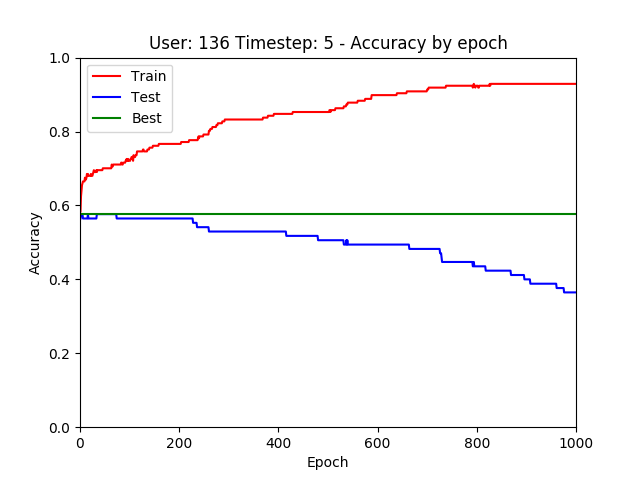 User: 136 Timestep: 5 - Accuracy by epoch
1.0
0.8
0.6
0.4
0.2
0.0
Accuracy
Train
Test
Best
0 200 400 600 800 1000
Epoch